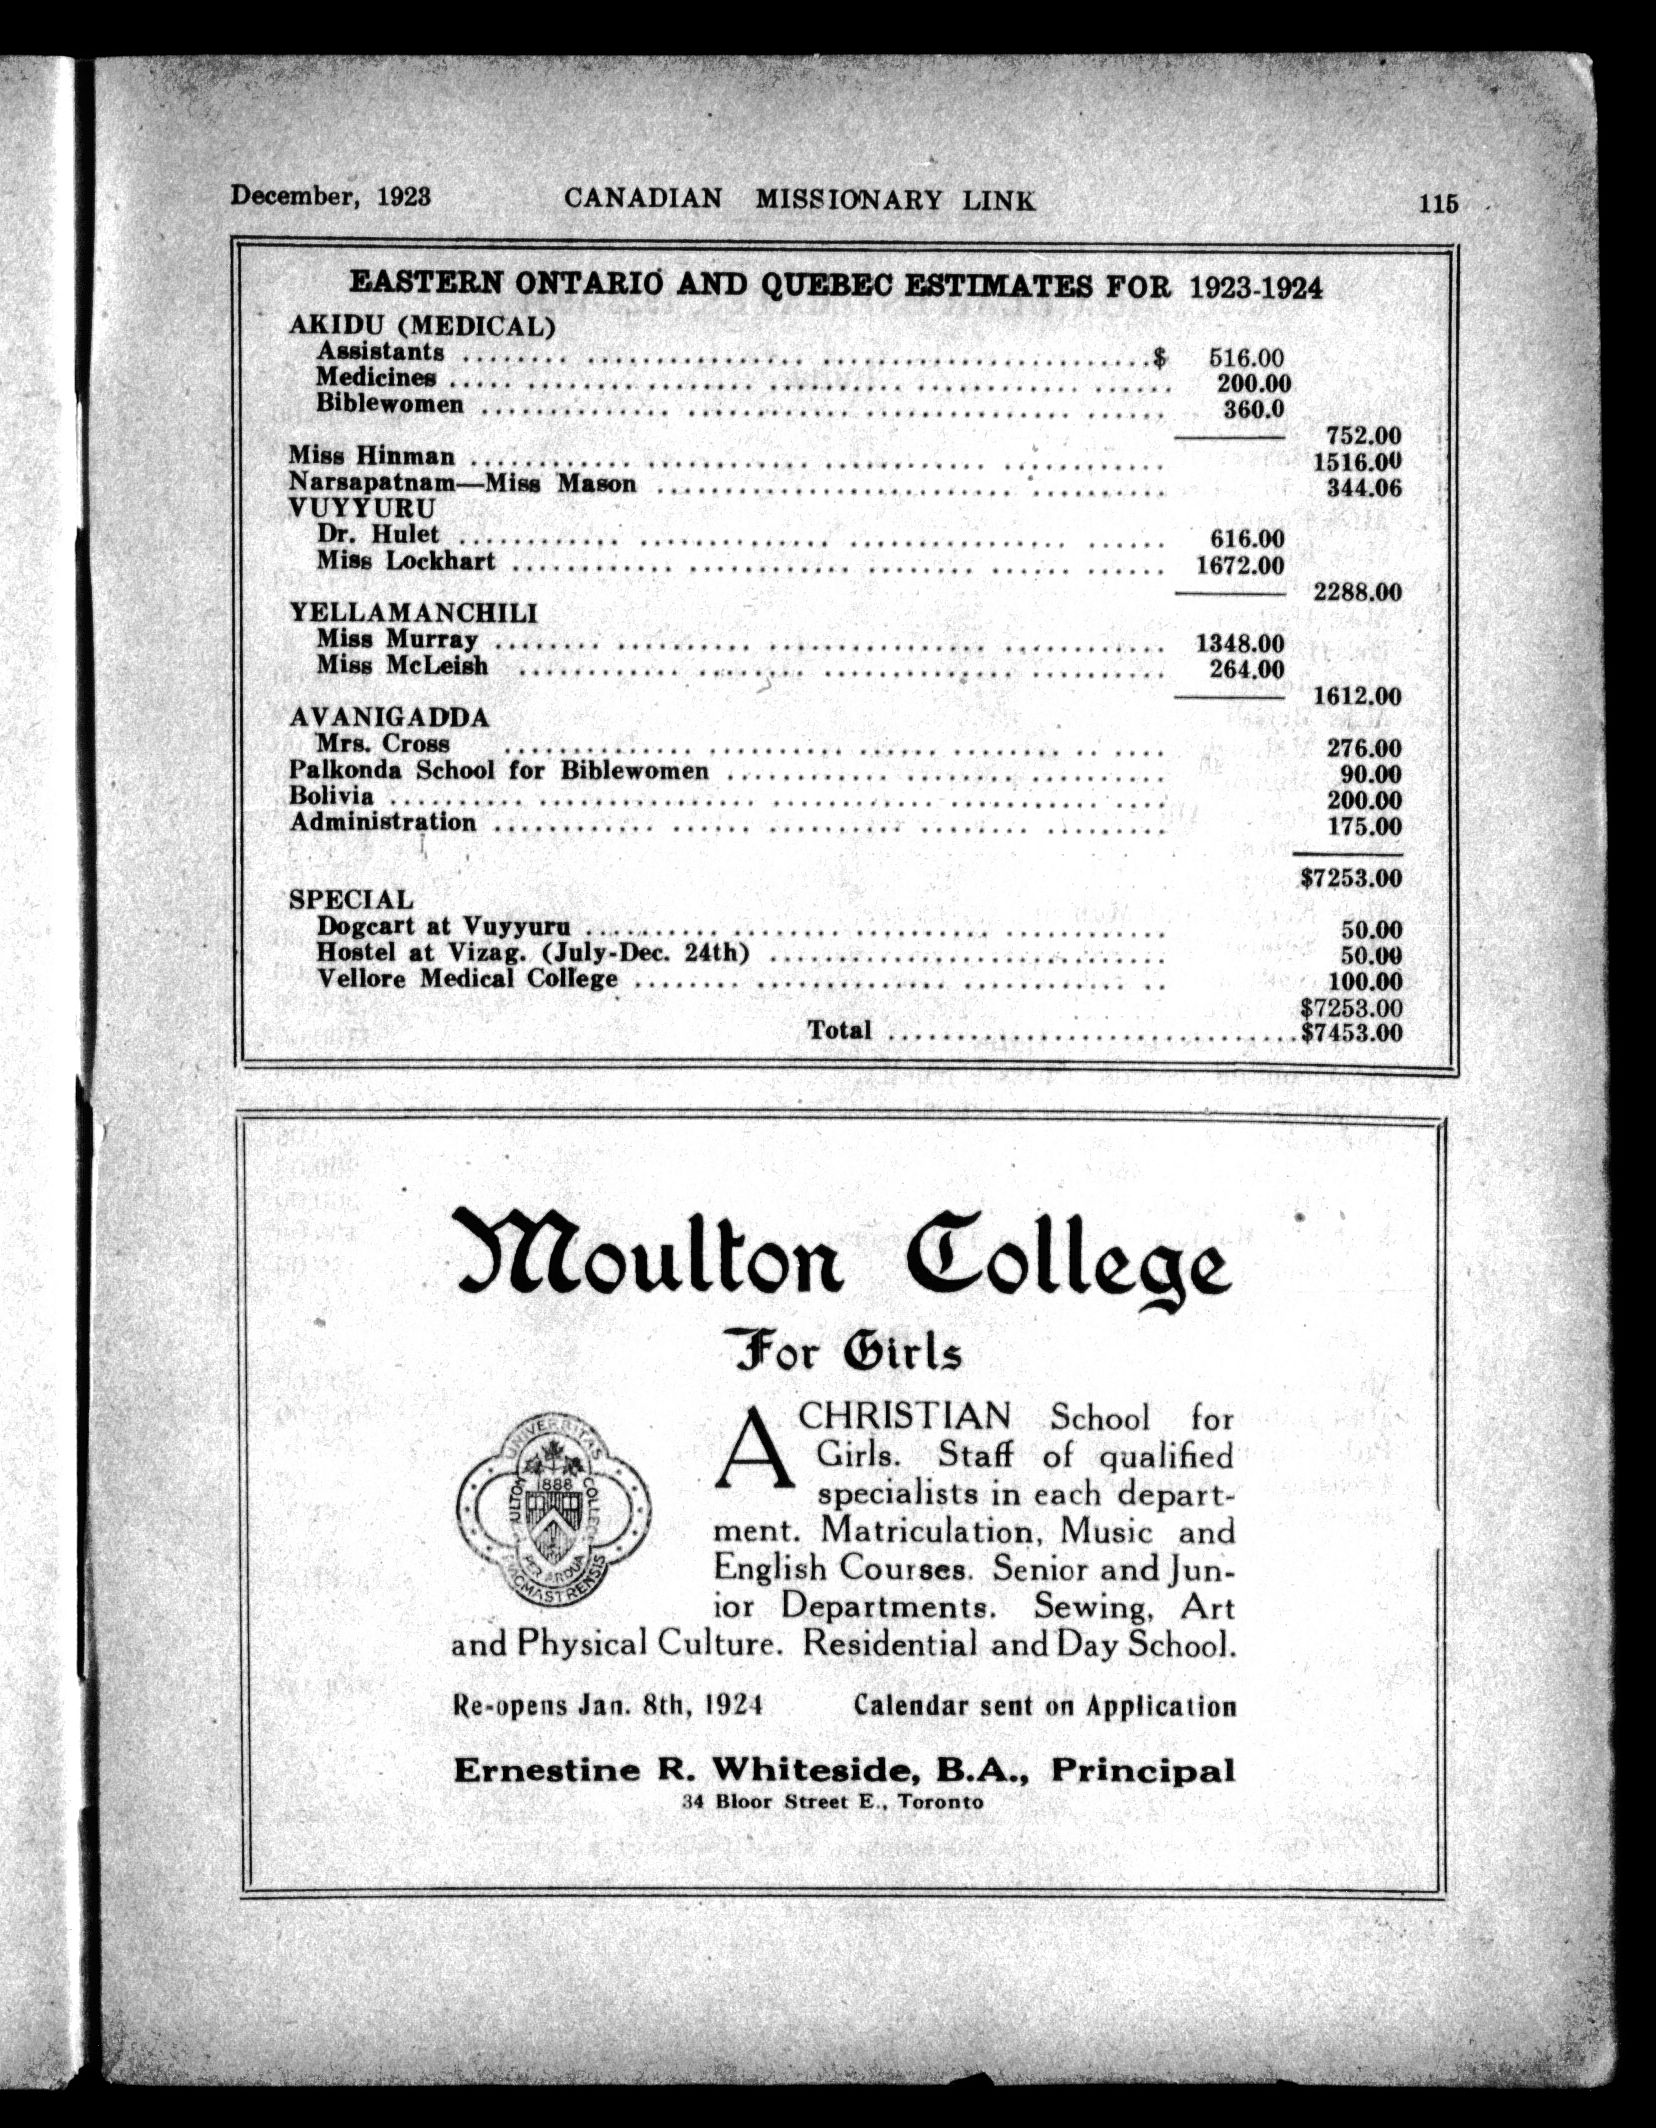 December, 1923 CANADIAN MISSIONARY LINK 115
EASTERN ONTARIO AND QUEBEC ESTIMATES FOR 1923-1924
AKIDU (MEDICAL)
Assistants ........ $ 516.00
Medicines ........ 200.00
Biblewomen ........ 360.0
752.00
Miss Hinman ........ 1516.00
Narsapatnam—Miss Mason ........ 344.06
VUYYURU
Dr. Hulet ........ 616.00
Miss Lockhart ........ 1672.00
2288.00
YELLAMANCHILI
Miss Murray ........ 1348.00
Miss McLeish ........ 264.00
1612.00
AVANIGADDA
Mrs. Cross ........ 276.00
Palkonda School for Biblewomen ........ 90.00
Bolivia ........ 200.00
Administration ........ 175.00
$7253.00
SPECIAL
Dogcart at Vuyyuru ........ 50.00
Hostel at Vizag. (July-Dec. 24th) ........ 50.00
Vellore Medical College ........ 100.00
$7253.00
Total ........ $7453.00
Moulton College
For Girls
A CHRISTIAN School for
Girls. Staff of qualified
specialists in each depart-
ment. Matriculation, Music and
English Courses. Senior and Jun-
ior Departments. Sewing, Art
and Physical Culture. Residential and Day School.
UNIVERSITAS
1888
COLLEG
PER ARDUA
MACMASTRENSIS
Re-opens Jan. 8th, 1924 Calendar sent on Application
Ernestine R. Whiteside, B.A., Principal
34 Bloor Street E., Toronto